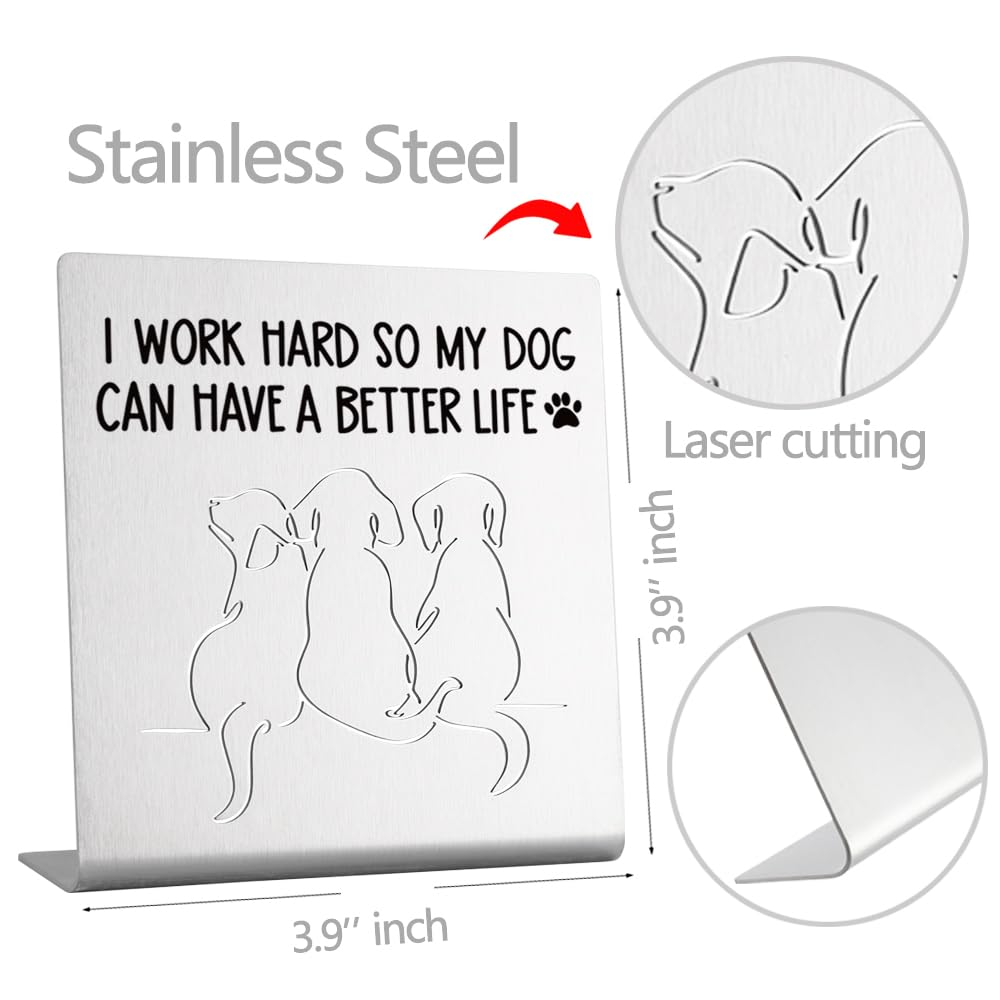 Stainless Steel
I WORK HARD SO MY DOG
CAN HAVE A BETTER LIFE
Laser cutting
3.9’’ inch
3.9’’ inch